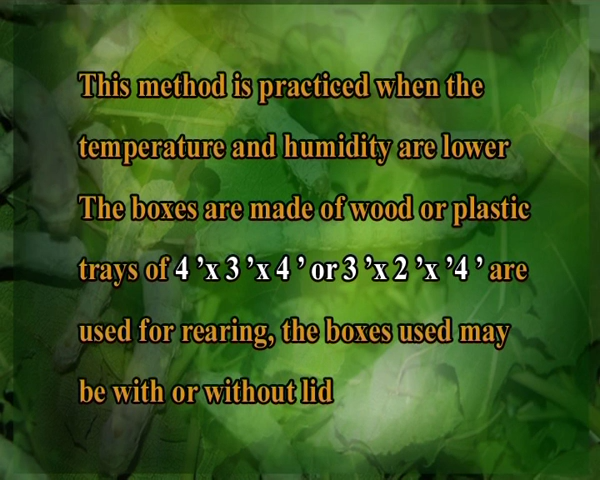 This method is practiced when the
temperature and humidity are lower
The boxes are made of wood or plastic
trays of 4 ’x 3 ’x 4 ’ or 3 ’x 2 ’x ’4 ’ are
used for rearing, the boxes used may
be with or without lid